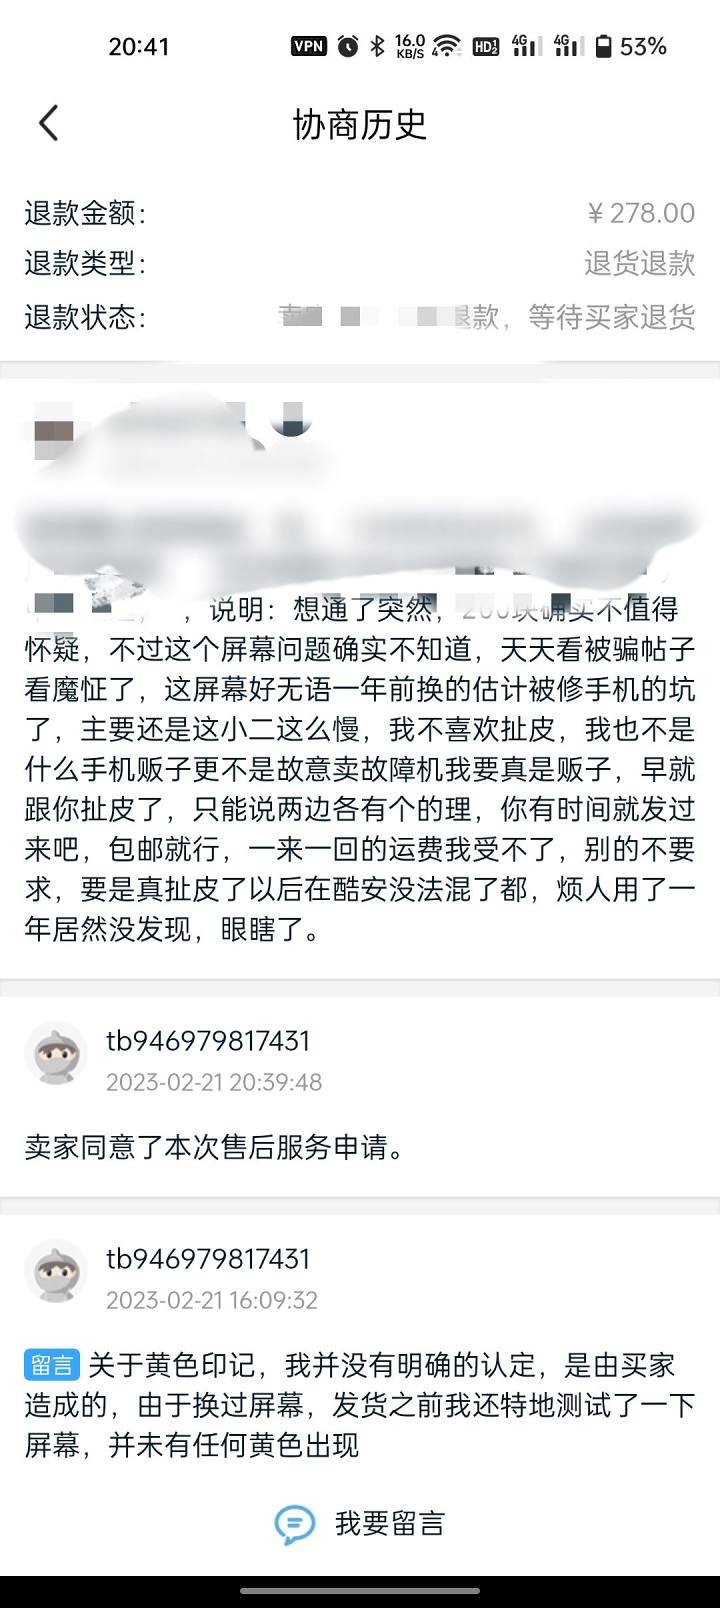 20:41
VPN
16.0
KB/S
HD
4G
4G
53%
协商历史
退款金额：
￥278.00
退款类型：
退货退款
退款状态：
退款，等待买家退货
，说明：想通了突然，200块确实不值得
怀疑，不过这个屏幕问题确实不知道，天天看被骗帖子
看魔怔了，这屏幕好无语一年前换的估计被修手机的坑
了，主要还是这小二这么慢，我不喜欢扯皮，我也不是
什么手机贩子更不是故意卖故障机我要真是贩子，早就
跟你扯皮了，只能说两边各有个的理，你有时间就发过
来吧，包邮就行，一来一回的运费我受不了，别的不要
求，要是真扯皮了以后在酷安没法混了都，烦人用了一
年居然没发现，眼瞎了。
tb946979817431
2023-02-21 20:39:48
卖家同意了本次售后服务申请。
tb946979817431
2023-02-21 16:09:32
留言 关于黄色印记，我并没有明确的认定，是由买家
造成的，由于换过屏幕，发货之前我还特地测试了一下
屏幕，并未有任何黄色出现
我要留言